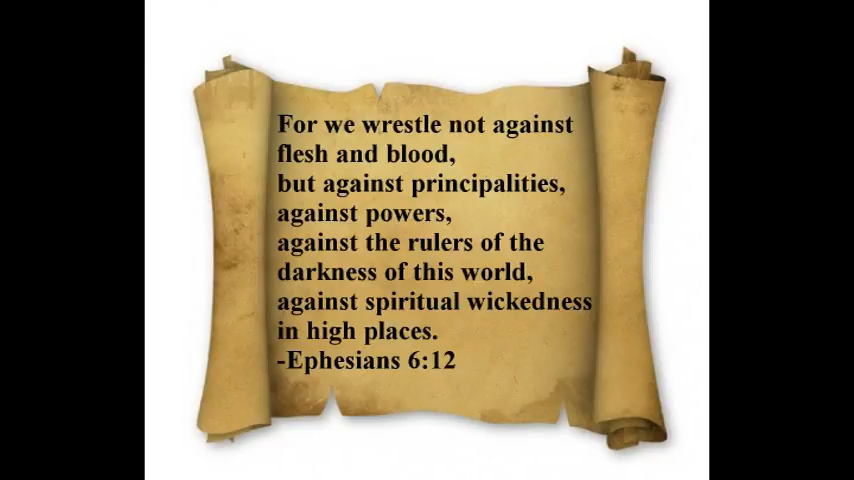 For we wrestle not against
flesh and blood,
but against principalities,
against powers,
against the rulers of the
darkness of this world,
against spiritual wickedness
in high places.
-Ephesians 6:12